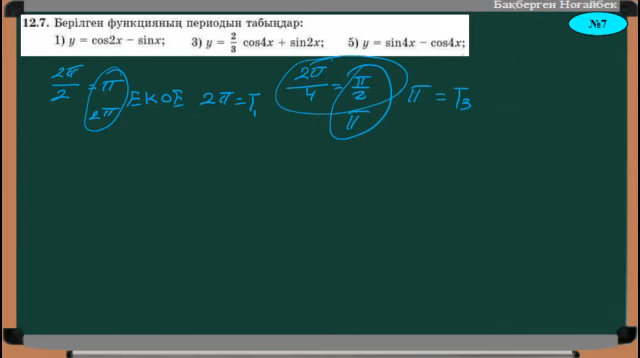 Бақберген Ноғайбек
№7
12.7. Берілген функцияның периодын табыңдар:
1) y = cos2x − sinx; 3) y = 2/3 cos4x + sin2x; 5) y = sin4x − cos4x;
2π/2 = π 2π ЕКОЕ 2π = T₁ 2π/4 = π/2 π π = T₃